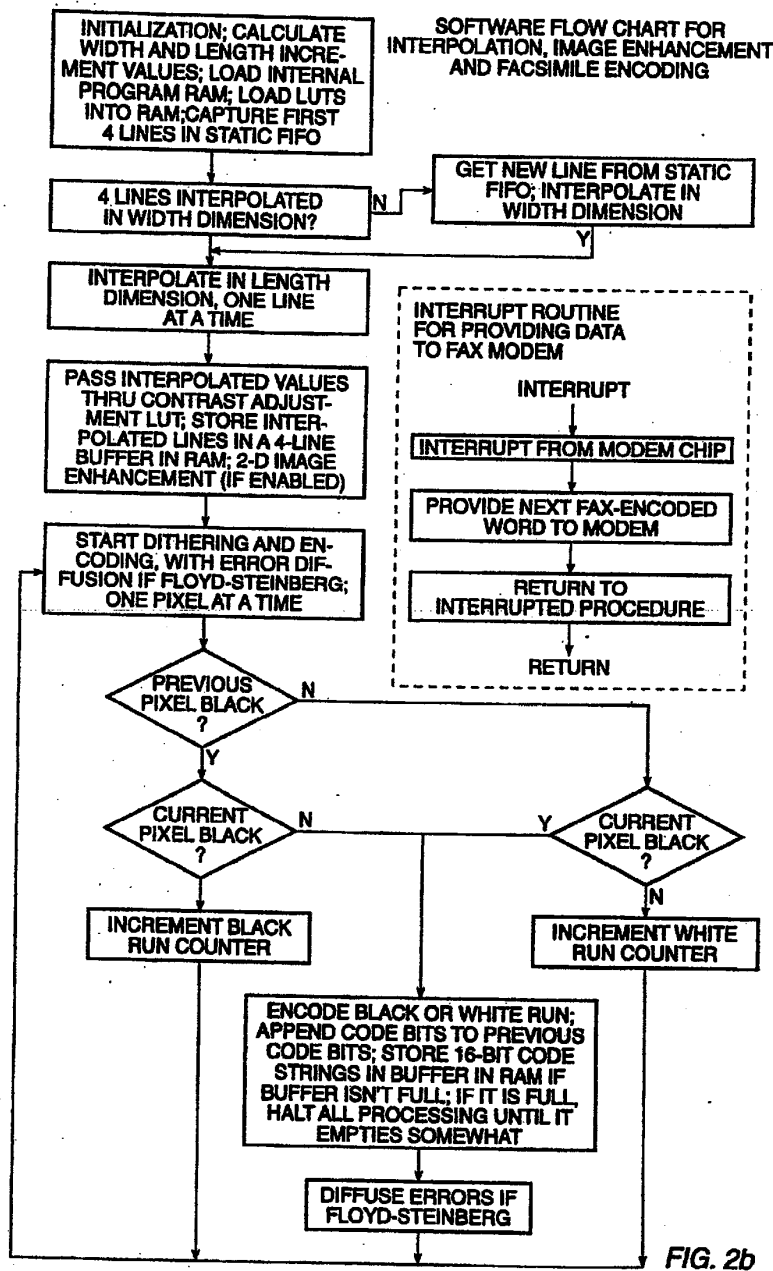 SOFTWARE FLOW CHART FOR
INTERPOLATION, IMAGE ENHANCEMENT
AND FACSIMILE ENCODING
INITIALIZATION; CALCULATE
WIDTH AND LENGTH INCRE-
MENT VALUES; LOAD INTERNAL
PROGRAM RAM; LOAD LUTS
INTO RAM;CAPTURE FIRST
4 LINES IN STATIC FIFO
4 LINES INTERPOLATED
IN WIDTH DIMENSION?
N
GET NEW LINE FROM STATIC
FIFO; INTERPOLATE IN
WIDTH DIMENSION
Y
INTERPOLATE IN LENGTH
DIMENSION, ONE LINE
AT A TIME
PASS INTERPOLATED VALUES
THRU CONTRAST ADJUST-
MENT LUT; STORE INTER-
POLATED LINES IN A 4-LINE
BUFFER IN RAM; 2-D IMAGE
ENHANCEMENT (IF ENABLED)
START DITHERING AND EN-
CODING, WITH ERROR DIF-
FUSION IF FLOYD-STEINBERG;
ONE PIXEL AT A TIME
INTERRUPT ROUTINE
FOR PROVIDING DATA
TO FAX MODEM
INTERRUPT
INTERRUPT FROM MODEM CHIP
PROVIDE NEXT FAX-ENCODED
WORD TO MODEM
RETURN TO
INTERRUPTED PROCEDURE
RETURN
PREVIOUS
PIXEL BLACK
?
N
Y
CURRENT
PIXEL BLACK
?
N
Y
CURRENT
PIXEL BLACK
?
N
INCREMENT BLACK
RUN COUNTER
INCREMENT WHITE
RUN COUNTER
ENCODE BLACK OR WHITE RUN;
APPEND CODE BITS TO PREVIOUS
CODE BITS; STORE 16-BIT CODE
STRINGS IN BUFFER IN RAM IF
BUFFER ISN'T FULL; IF IT IS FULL,
HALT ALL PROCESSING UNTIL IT
EMPTIES SOMEWHAT
DIFFUSE ERRORS IF
FLOYD-STEINBERG
FIG. 2b